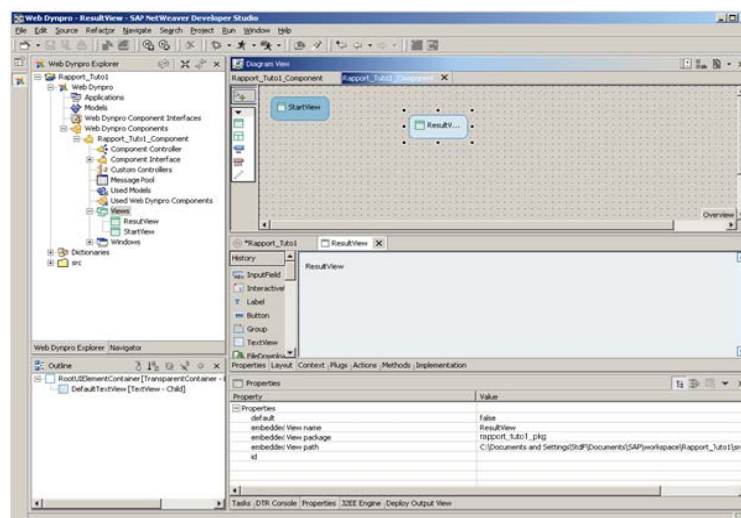 Web Dynpro - ResultView - SAP NetWeaver Developer Studio
File Edit Source Refactor Navigate Search Project Run Window Help
Web Dynpro Explorer
Rapport_Tuto1
Web Dynpro
Applications
Models
Web Dynpro Component Interfaces
Web Dynpro Components
Rapport_Tuto1_Component
Component Controller
Component Interface
Custom Controllers
Message Pool
Used Models
Used Web Dynpro Components
Views
ResultView
StartView
Windows
Dictionaries
src
Web Dynpro Explorer Navigator
Diagram View
Rapport_Tuto1_Component Rapport_Tuto1_Component
StartView
ResultV...
Overview
*Rapport_Tuto1 ResultView
History
InputField
Interactive
Label
Button
Group
TextView
FileDownloa
ResultView
Properties Layout Context Plugs Actions Methods Implementation
Outline
RootUIElementContainer [TransparentContainer -
DefaultTextView [TextView - Child]
Properties
Property Value
Properties
default false
embedded View name ResultView
embedded View package rapport_tuto1_pkg
embedded View path C:\Documents and Settings\StdF\Documents\SAP\workspace\Rapport_Tuto1\src
id
Tasks DTR Console Properties J2EE Engine Deploy Output View